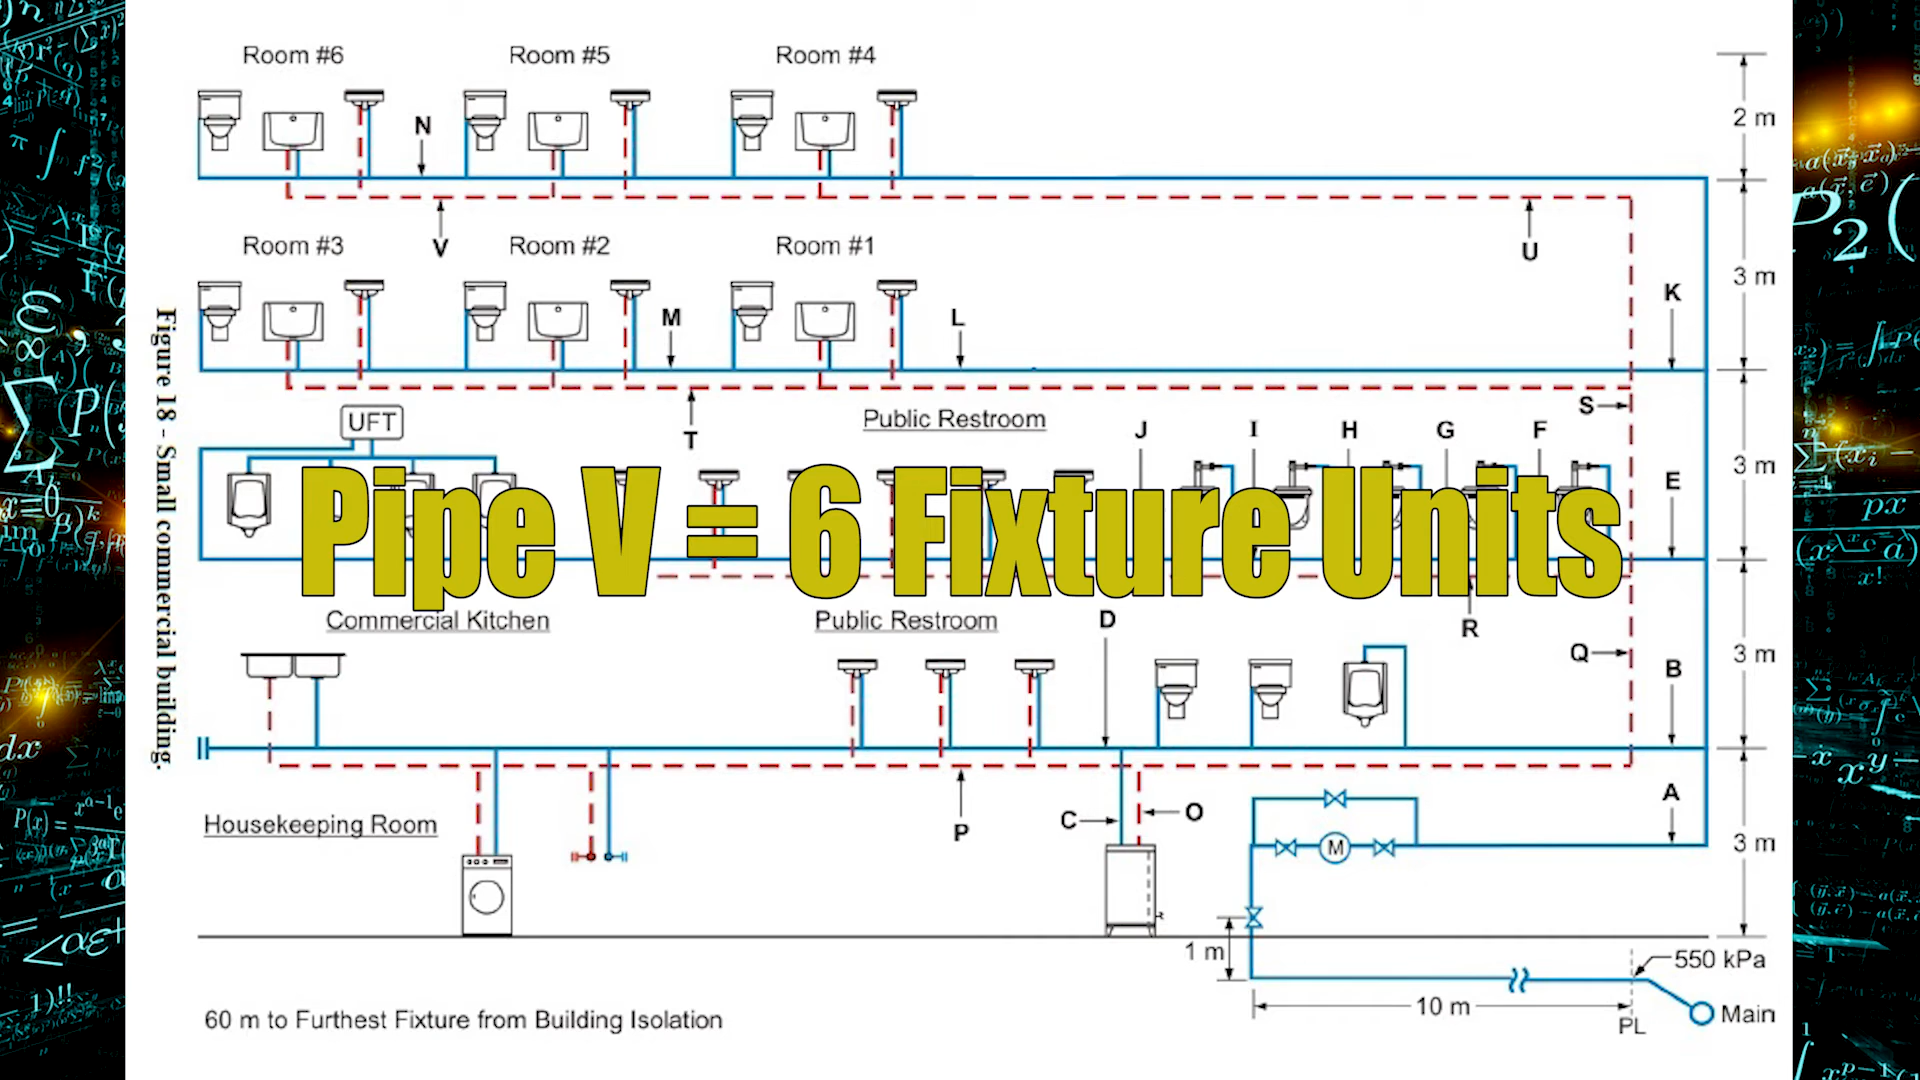 Room #6
Room #5
Room #4
2 m
N
V
U
Room #3
Room #2
Room #1
3 m
K
M
L
T
S
UFT
Public Restroom
J
I
H
G
F
3 m
E
Pipe V = 6 Fixture Units
R
Q
Commercial Kitchen
Public Restroom
D
3 m
B
A
Housekeeping Room
P
C
O
M
3 m
1 m
550 kPa
10 m
PL
Main
60 m to Furthest Fixture from Building Isolation
Figure 18 - Small commercial building.